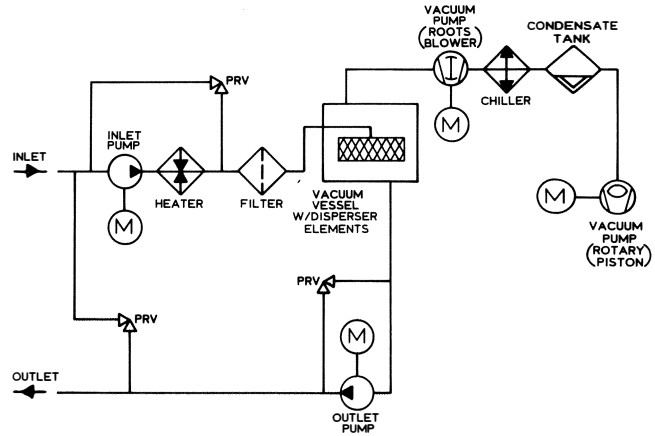 VACUUM
PUMP
(ROOTS
BLOWER)
CONDENSATE
TANK
PRV
CHILLER
M
INLET
PUMP
INLET
HEATER
FILTER
M
VACUUM
VESSEL
W/DISPERSER
ELEMENTS
M
VACUUM
PUMP
(ROTARY
PISTON)
PRV
PRV
M
OUTLET
OUTLET
PUMP